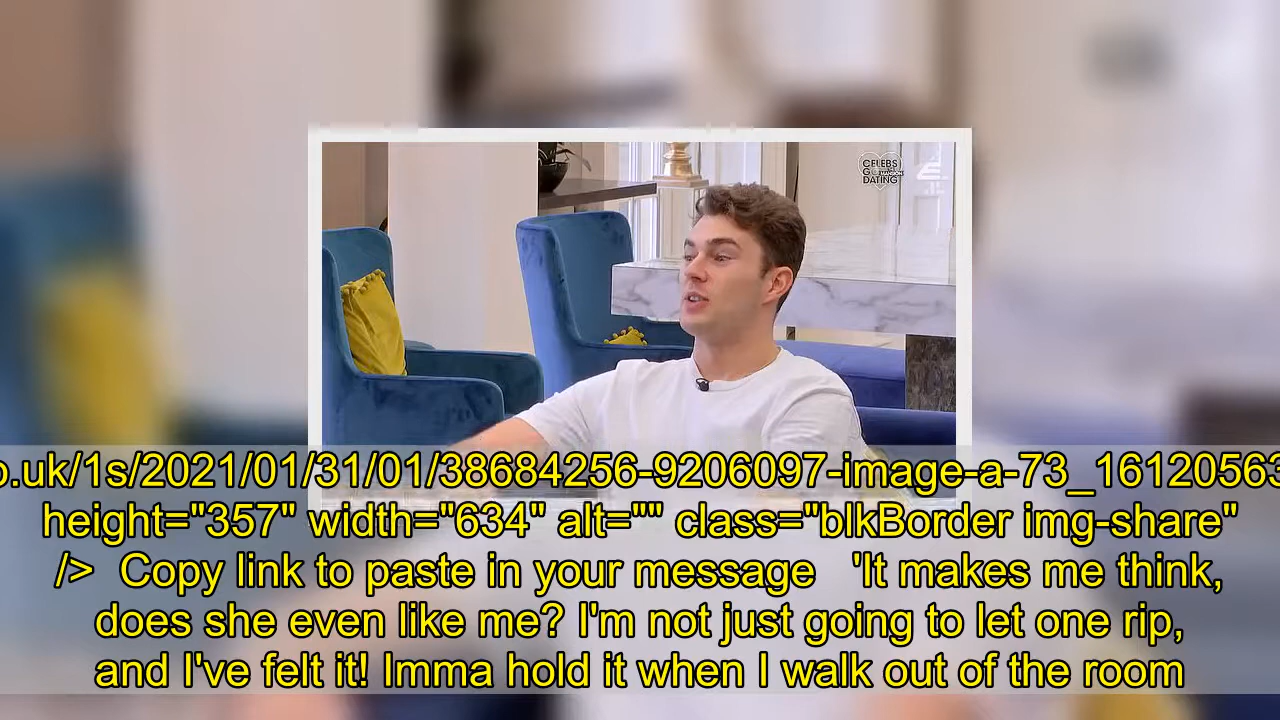 CELEBS
G
DATING
MANSION
o.uk/1s/2021/01/31/01/38684256-9206097-image-a-73_16120563
height="357" width="634" alt="" class="blkBorder img-share"
/> Copy link to paste in your message 'It makes me think,
does she even like me? I'm not just going to let one rip,
and I've felt it! Imma hold it when I walk out of the room